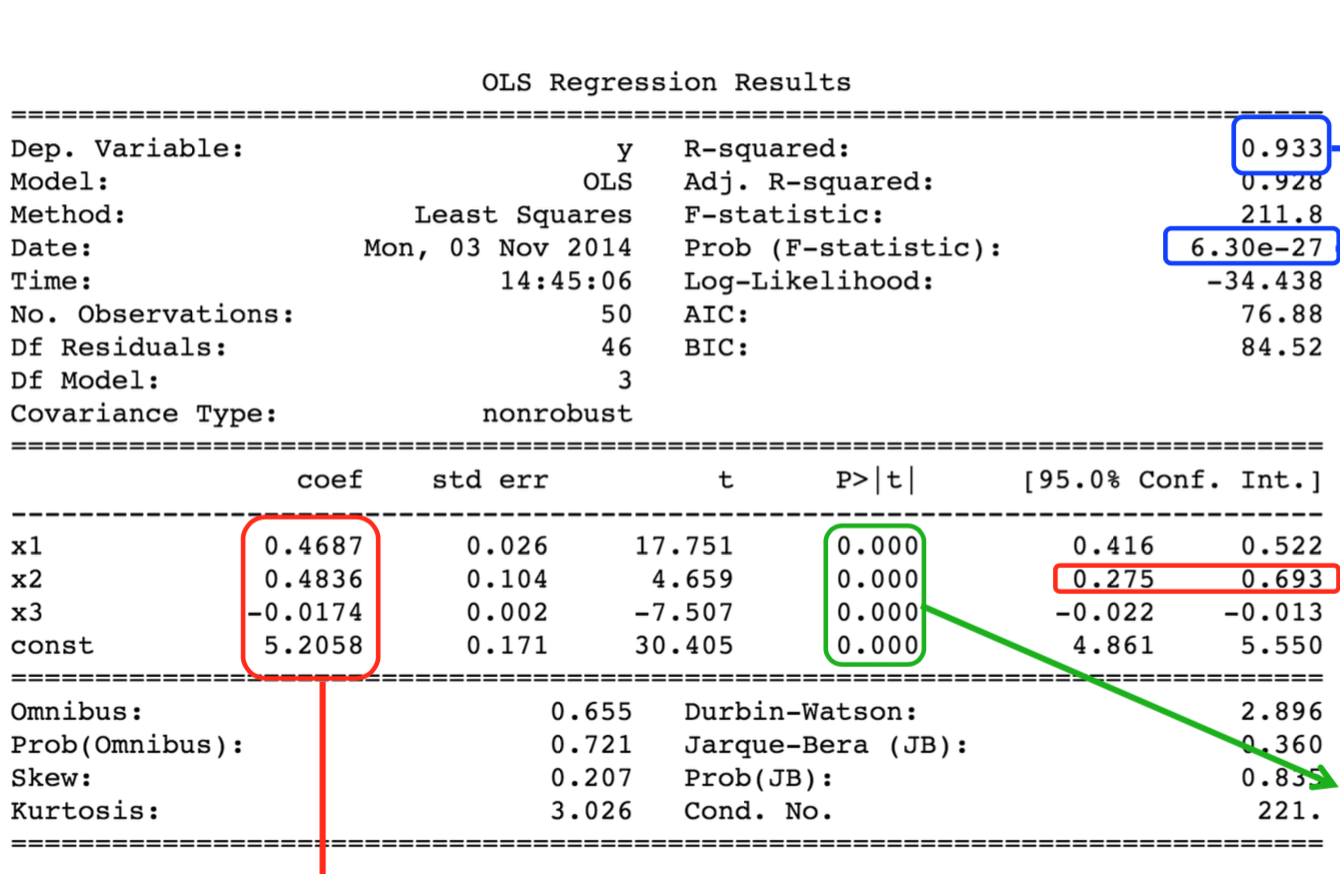 OLS Regression Results
==============================================================================
Dep. Variable: y R-squared: 0.933
Model: OLS Adj. R-squared: 0.928
Method: Least Squares F-statistic: 211.8
Date: Mon, 03 Nov 2014 Prob (F-statistic): 6.30e-27
Time: 14:45:06 Log-Likelihood: -34.438
No. Observations: 50 AIC: 76.88
Df Residuals: 46 BIC: 84.52
Df Model: 3
Covariance Type: nonrobust
==============================================================================
coef std err t P>|t| [95.0% Conf. Int.]
------------------------------------------------------------------------------
x1 0.4687 0.026 17.751 0.000 0.416 0.522
x2 0.4836 0.104 4.659 0.000 0.275 0.693
x3 -0.0174 0.002 -7.507 0.000 -0.022 -0.013
const 5.2058 0.171 30.405 0.000 4.861 5.550
==============================================================================
Omnibus: 0.655 Durbin-Watson: 2.896
Prob(Omnibus): 0.721 Jarque-Bera (JB): 0.360
Skew: 0.207 Prob(JB): 0.835
Kurtosis: 3.026 Cond. No. 221.
==============================================================================